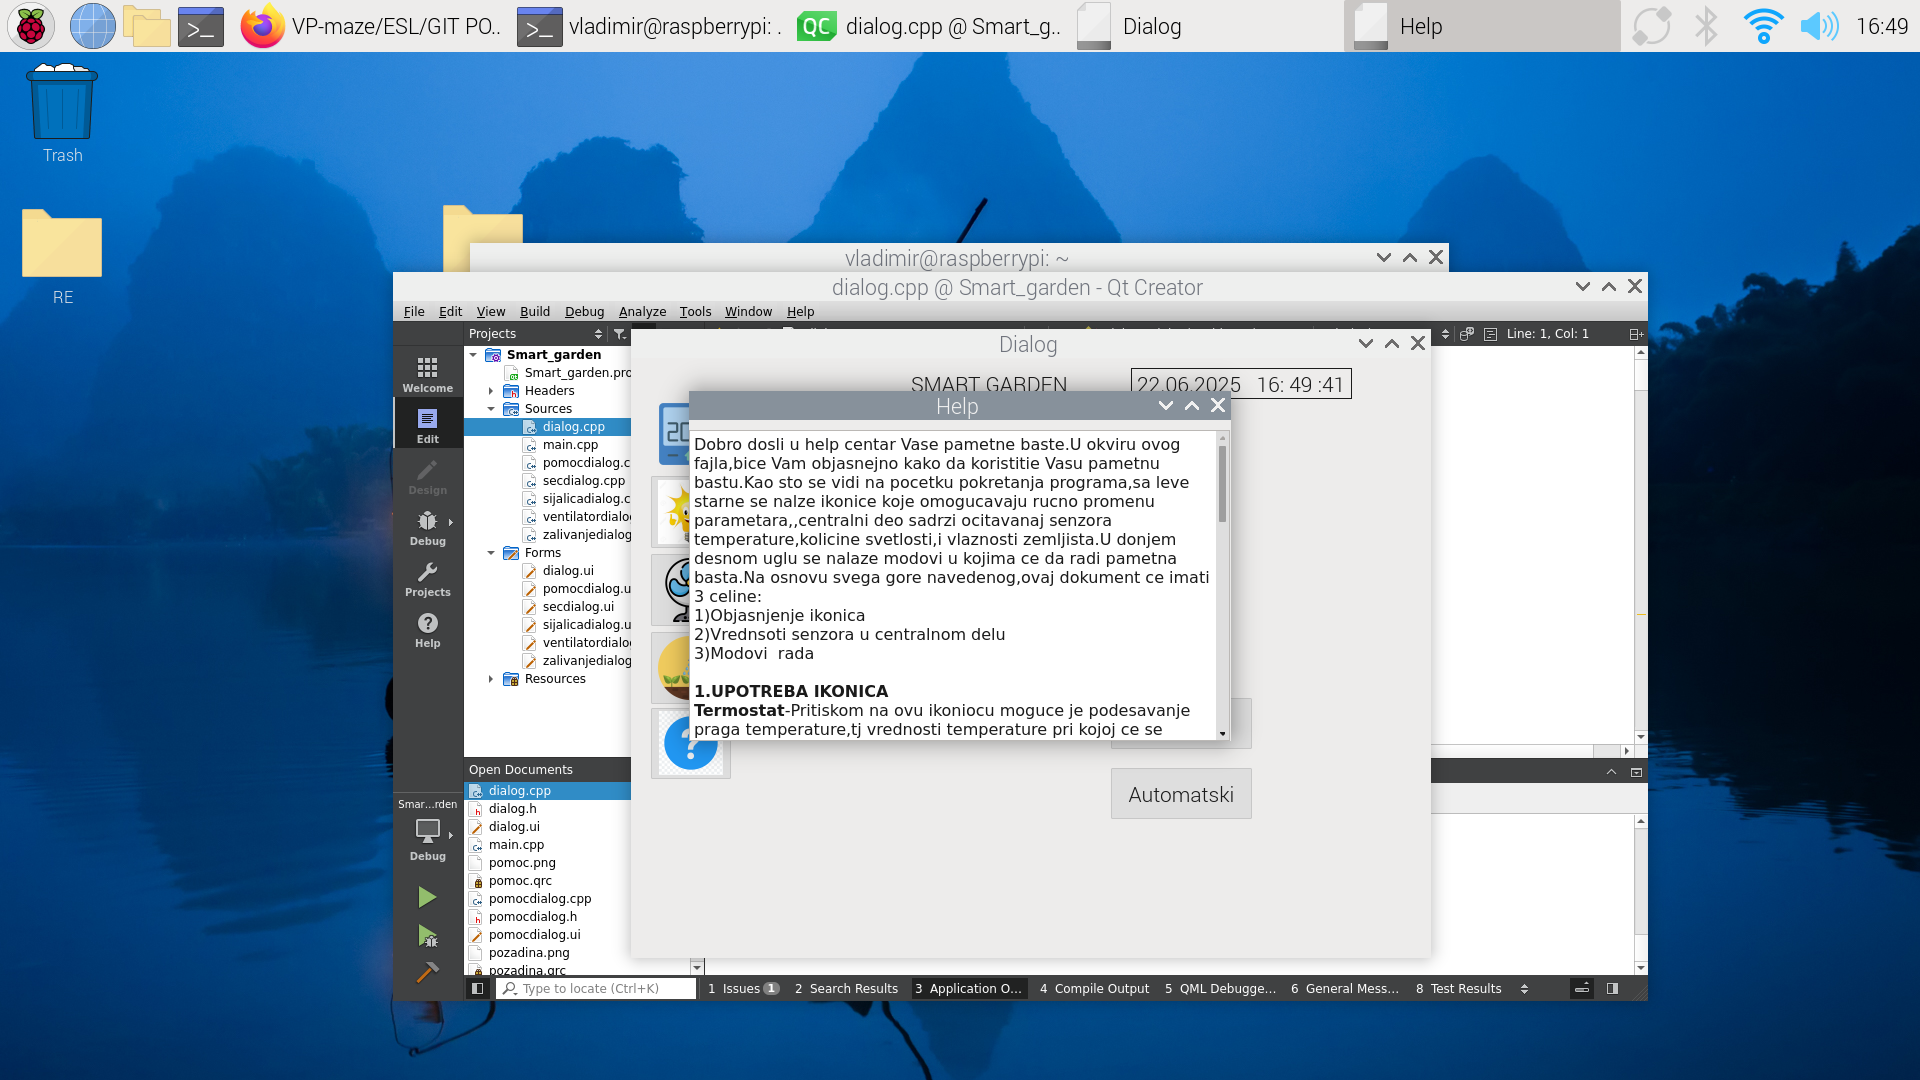 VP-maze/ESL/GIT PO..
vladimir@raspberrypi: .
QC dialog.cpp @ Smart_g..
Dialog
Help
16:49
Trash
RE
vladimir@raspberrypi: ~
dialog.cpp @ Smart_garden - Qt Creator
File Edit View Build Debug Analyze Tools Window Help
Projects
Line: 1, Col: 1
Welcome
Edit
Design
Debug
Projects
Help
Smar...rden
Debug
Smart_garden
Smart_garden.pro
Headers
Sources
dialog.cpp
main.cpp
pomocdialog.c
secdialog.cpp
sijalicadialog.c
ventilatordialo
zalivanjedialog
Forms
dialog.ui
pomocdialog.u
secdialog.ui
sijalicadialog.u
ventilatordialo
zalivanjedialog
Resources
Open Documents
dialog.cpp
dialog.h
dialog.ui
main.cpp
pomoc.png
pomoc.qrc
pomocdialog.cpp
pomocdialog.h
pomocdialog.ui
pozadina.png
pozadina.qrc
Dialog
SMART GARDEN
22.06.2025 16: 49 :41
20
Help
Dobro dosli u help centar Vase pametne baste.U okviru ovog
fajla,bice Vam objasnejno kako da koristitie Vasu pametnu
bastu.Kao sto se vidi na pocetku pokretanja programa,sa leve
starne se nalze ikonice koje omogucavaju rucno promenu
parametara,,centralni deo sadrzi ocitavanaj senzora
temperature,kolicine svetlosti,i vlaznosti zemljista.U donjem
desnom uglu se nalaze modovi u kojima ce da radi pametna
basta.Na osnovu svega gore navedenog,ovaj dokument ce imati
3 celine:
1)Objasnjenje ikonica
2)Vrednsoti senzora u centralnom delu
3)Modovi  rada
1.UPOTREBA IKONICA
Termostat-Pritiskom na ovu ikoniocu moguce je podesavanje
praga temperature,tj vrednosti temperature pri kojoj ce se
?
Automatski
Type to locate (Ctrl+K)
1 Issues 1 2 Search Results 3 Application O... 4 Compile Output 5 QML Debugge... 6 General Mess... 8 Test Results